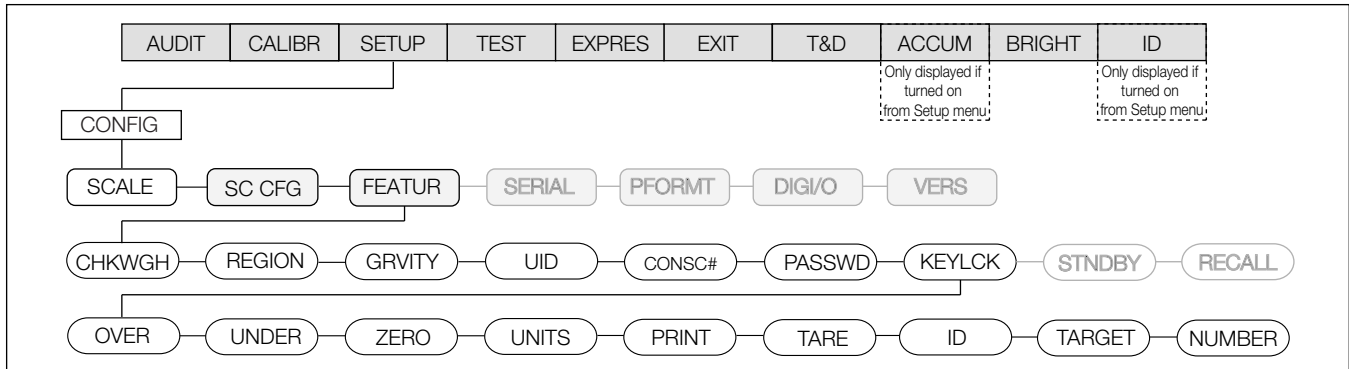 AUDIT CALIBR SETUP TEST EXPRES EXIT T&D ACCUM BRIGHT ID
Only displayed if turned on from Setup menu
Only displayed if turned on from Setup menu
CONFIG
SCALE SC CFG FEATUR SERIAL PFORMT DIGI/O VERS
CHKWGH REGION GRVITY UID CONSC# PASSWD KEYLCK STNDBY RECALL
OVER UNDER ZERO UNITS PRINT TARE ID TARGET NUMBER